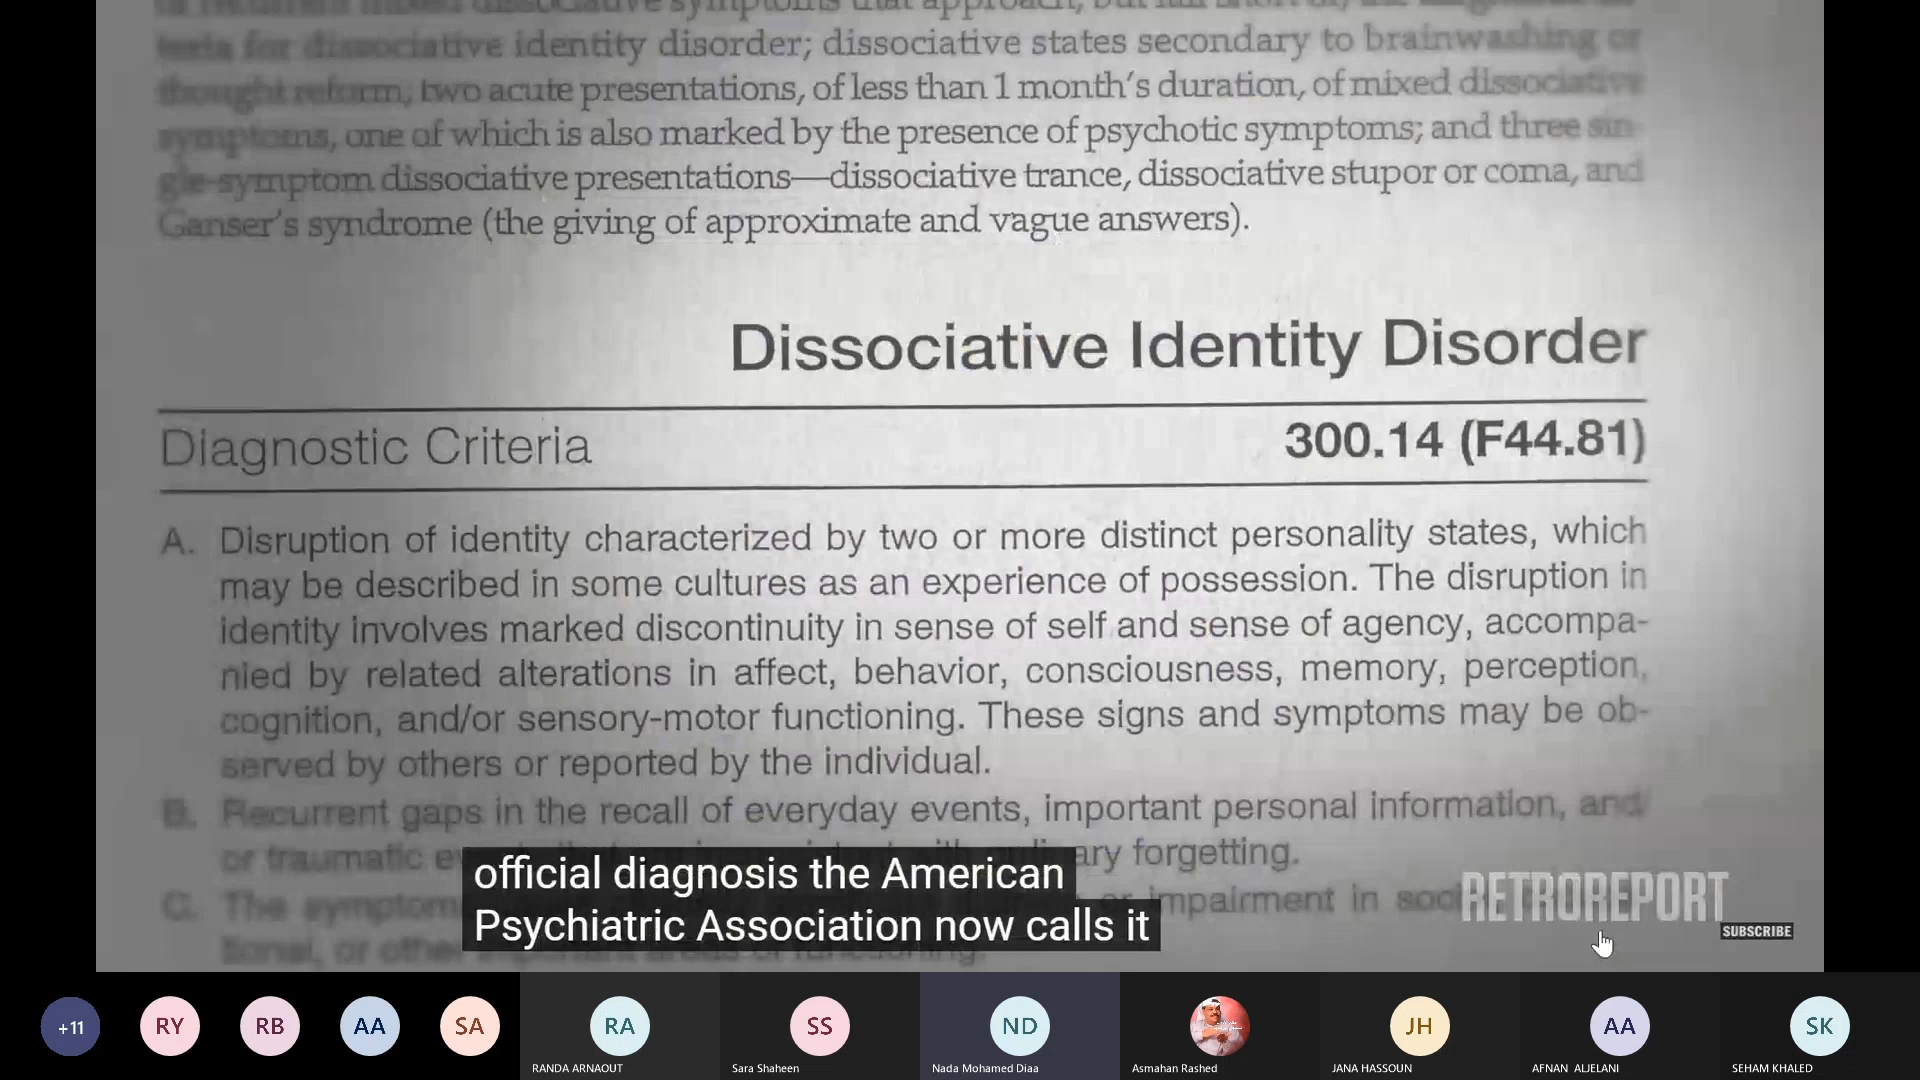 teria for dissociative identity disorder; dissociative states secondary to brainwashing or
thought reform, two acute presentations, of less than 1 month's duration, of mixed dissociative
symptoms, one of which is also marked by the presence of psychotic symptoms; and three sin-
gle-symptom dissociative presentations—dissociative trance, dissociative stupor or coma, and
Ganser's syndrome (the giving of approximate and vague answers).
Dissociative Identity Disorder
Diagnostic Criteria 300.14 (F44.81)
A. Disruption of identity characterized by two or more distinct personality states, which
may be described in some cultures as an experience of possession. The disruption in
identity involves marked discontinuity in sense of self and sense of agency, accompa-
nied by related alterations in affect, behavior, consciousness, memory, perception,
cognition, and/or sensory-motor functioning. These signs and symptoms may be ob-
served by others or reported by the individual.
B. Recurrent gaps in the recall of everyday events, important personal information, and/
or traumatic forgetting.
C. The impairment in
or
official diagnosis the American
Psychiatric Association now calls it
RETROREPORT
SUBSCRIBE
+11 RY RB AA SA RA SS ND JH AA SK
RANDA ARNAOUT Sara Shaheen Nada Mohamed Diaa Asmahan Rashed JANA HASSOUN AFNAN ALJELANI SEHAM KHALED